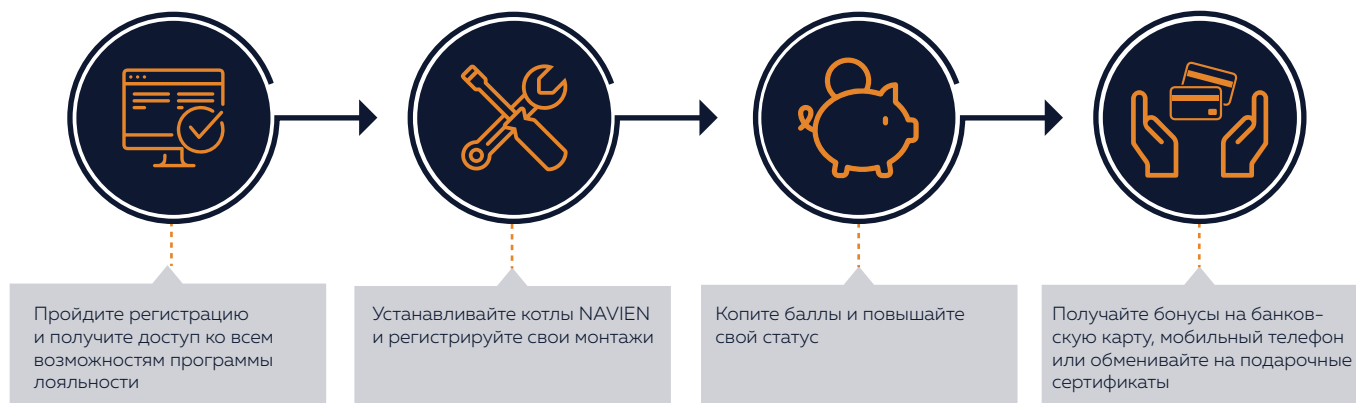 Пройдите регистрацию
и получите доступ ко всем
возможностям программы
лояльности
Устанавливайте котлы NAVIEN
и регистрируйте свои монтажи
Копите баллы и повышайте
свой статус
Получайте бонусы на банков-
скую карту, мобильный телефон
или обменивайте на подарочные
сертификаты